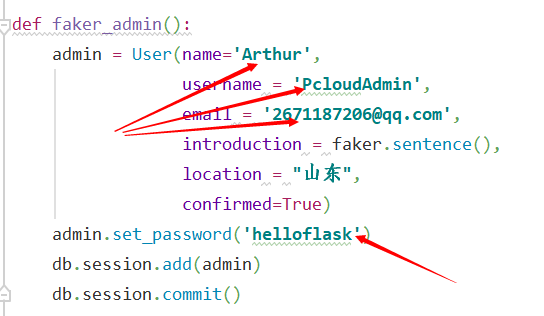 def faker_admin():
    admin = User(name='Arthur',
                 username = 'PcloudAdmin',
                 email = '2671187206@qq.com',
                 introduction = faker.sentence(),
                 location = "山东",
                 confirmed=True)
    admin.set_password('helloflask')
    db.session.add(admin)
    db.session.commit()